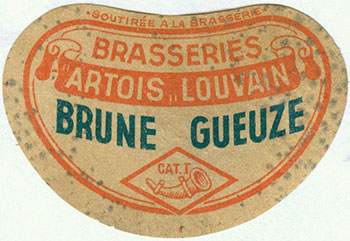 • SOUTIRÉE A LA BRASSERIE •
BRASSERIES
"ARTOIS" LOUVAIN
BRUNE GUEUZE
CAT. I